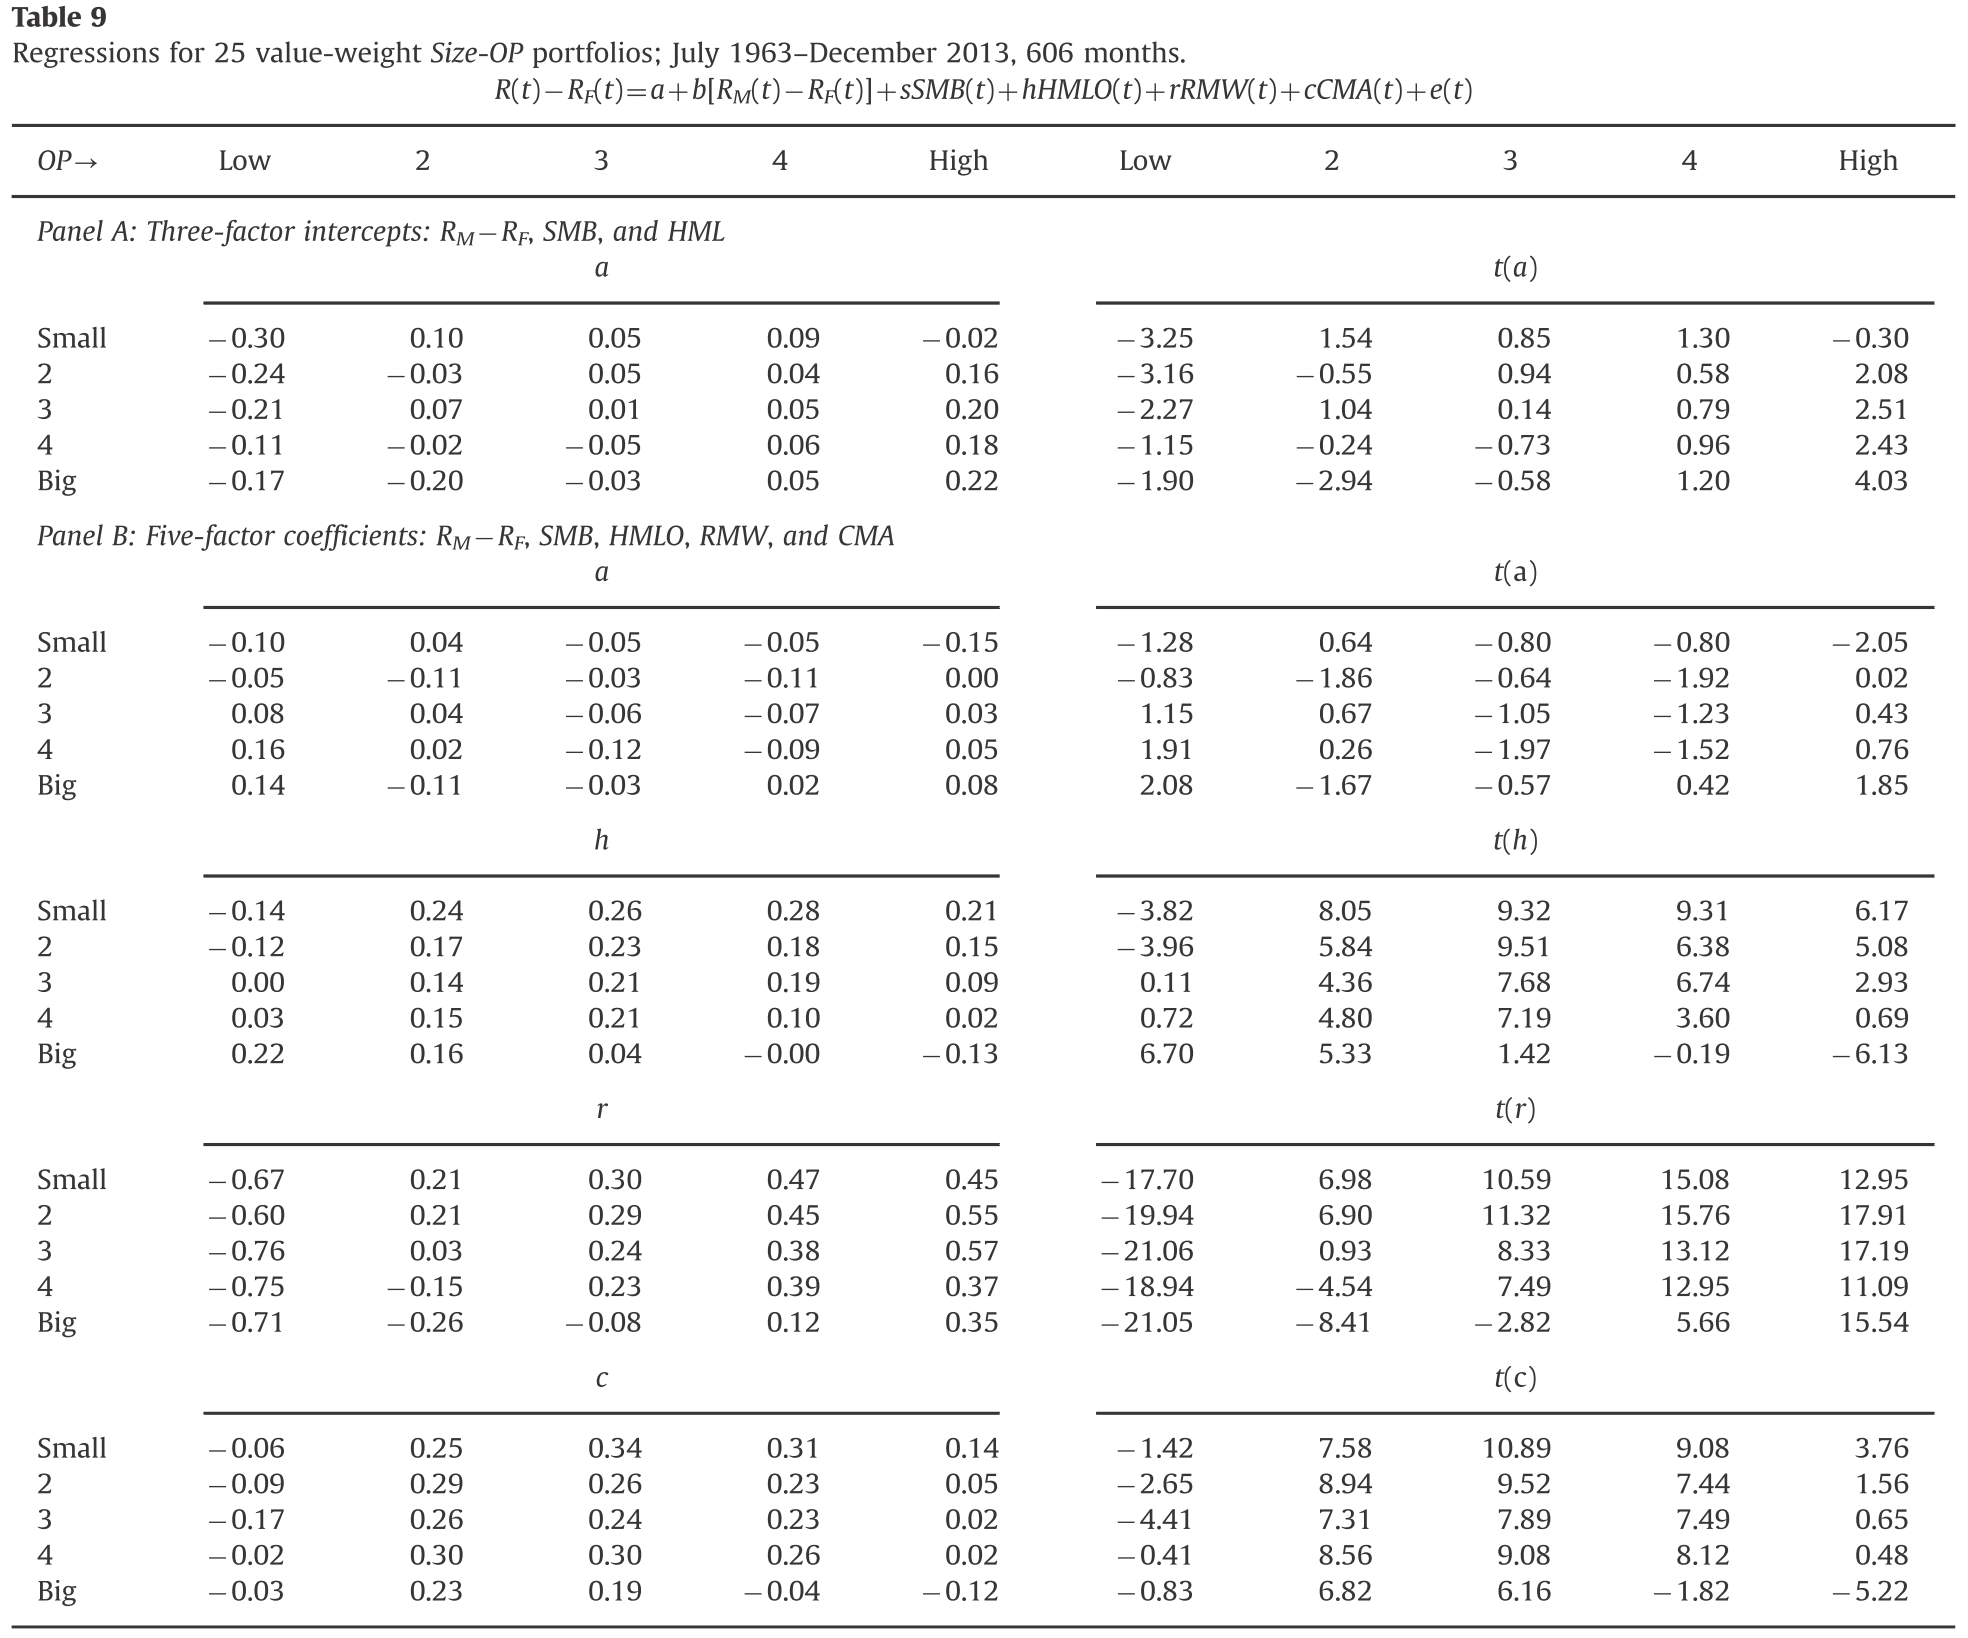 Table 9
Regressions for 25 value-weight Size-OP portfolios; July 1963–December 2013, 606 months.
R(t)−RF(t)=a+b[RM(t)−RF(t)]+sSMB(t)+hHMLO(t)+rRMW(t)+cCMA(t)+e(t)
OP→ Low 2 3 4 High Low 2 3 4 High
Panel A: Three-factor intercepts: RM−RF, SMB, and HML
a t(a)
Small −0.30 0.10 0.05 0.09 −0.02 −3.25 1.54 0.85 1.30 −0.30
2 −0.24 −0.03 0.05 0.04 0.16 −3.16 −0.55 0.94 0.58 2.08
3 −0.21 0.07 0.01 0.05 0.20 −2.27 1.04 0.14 0.79 2.51
4 −0.11 −0.02 −0.05 0.06 0.18 −1.15 −0.24 −0.73 0.96 2.43
Big −0.17 −0.20 −0.03 0.05 0.22 −1.90 −2.94 −0.58 1.20 4.03
Panel B: Five-factor coefficients: RM−RF, SMB, HMLO, RMW, and CMA
a t(a)
Small −0.10 0.04 −0.05 −0.05 −0.15 −1.28 0.64 −0.80 −0.80 −2.05
2 −0.05 −0.11 −0.03 −0.11 0.00 −0.83 −1.86 −0.64 −1.92 0.02
3 0.08 0.04 −0.06 −0.07 0.03 1.15 0.67 −1.05 −1.23 0.43
4 0.16 0.02 −0.12 −0.09 0.05 1.91 0.26 −1.97 −1.52 0.76
Big 0.14 −0.11 −0.03 0.02 0.08 2.08 −1.67 −0.57 0.42 1.85
h t(h)
Small −0.14 0.24 0.26 0.28 0.21 −3.82 8.05 9.32 9.31 6.17
2 −0.12 0.17 0.23 0.18 0.15 −3.96 5.84 9.51 6.38 5.08
3 0.00 0.14 0.21 0.19 0.09 0.11 4.36 7.68 6.74 2.93
4 0.03 0.15 0.21 0.10 0.02 0.72 4.80 7.19 3.60 0.69
Big 0.22 0.16 0.04 −0.00 −0.13 6.70 5.33 1.42 −0.19 −6.13
r t(r)
Small −0.67 0.21 0.30 0.47 0.45 −17.70 6.98 10.59 15.08 12.95
2 −0.60 0.21 0.29 0.45 0.55 −19.94 6.90 11.32 15.76 17.91
3 −0.76 0.03 0.24 0.38 0.57 −21.06 0.93 8.33 13.12 17.19
4 −0.75 −0.15 0.23 0.39 0.37 −18.94 −4.54 7.49 12.95 11.09
Big −0.71 −0.26 −0.08 0.12 0.35 −21.05 −8.41 −2.82 5.66 15.54
c t(c)
Small −0.06 0.25 0.34 0.31 0.14 −1.42 7.58 10.89 9.08 3.76
2 −0.09 0.29 0.26 0.23 0.05 −2.65 8.94 9.52 7.44 1.56
3 −0.17 0.26 0.24 0.23 0.02 −4.41 7.31 7.89 7.49 0.65
4 −0.02 0.30 0.30 0.26 0.02 −0.41 8.56 9.08 8.12 0.48
Big −0.03 0.23 0.19 −0.04 −0.12 −0.83 6.82 6.16 −1.82 −5.22